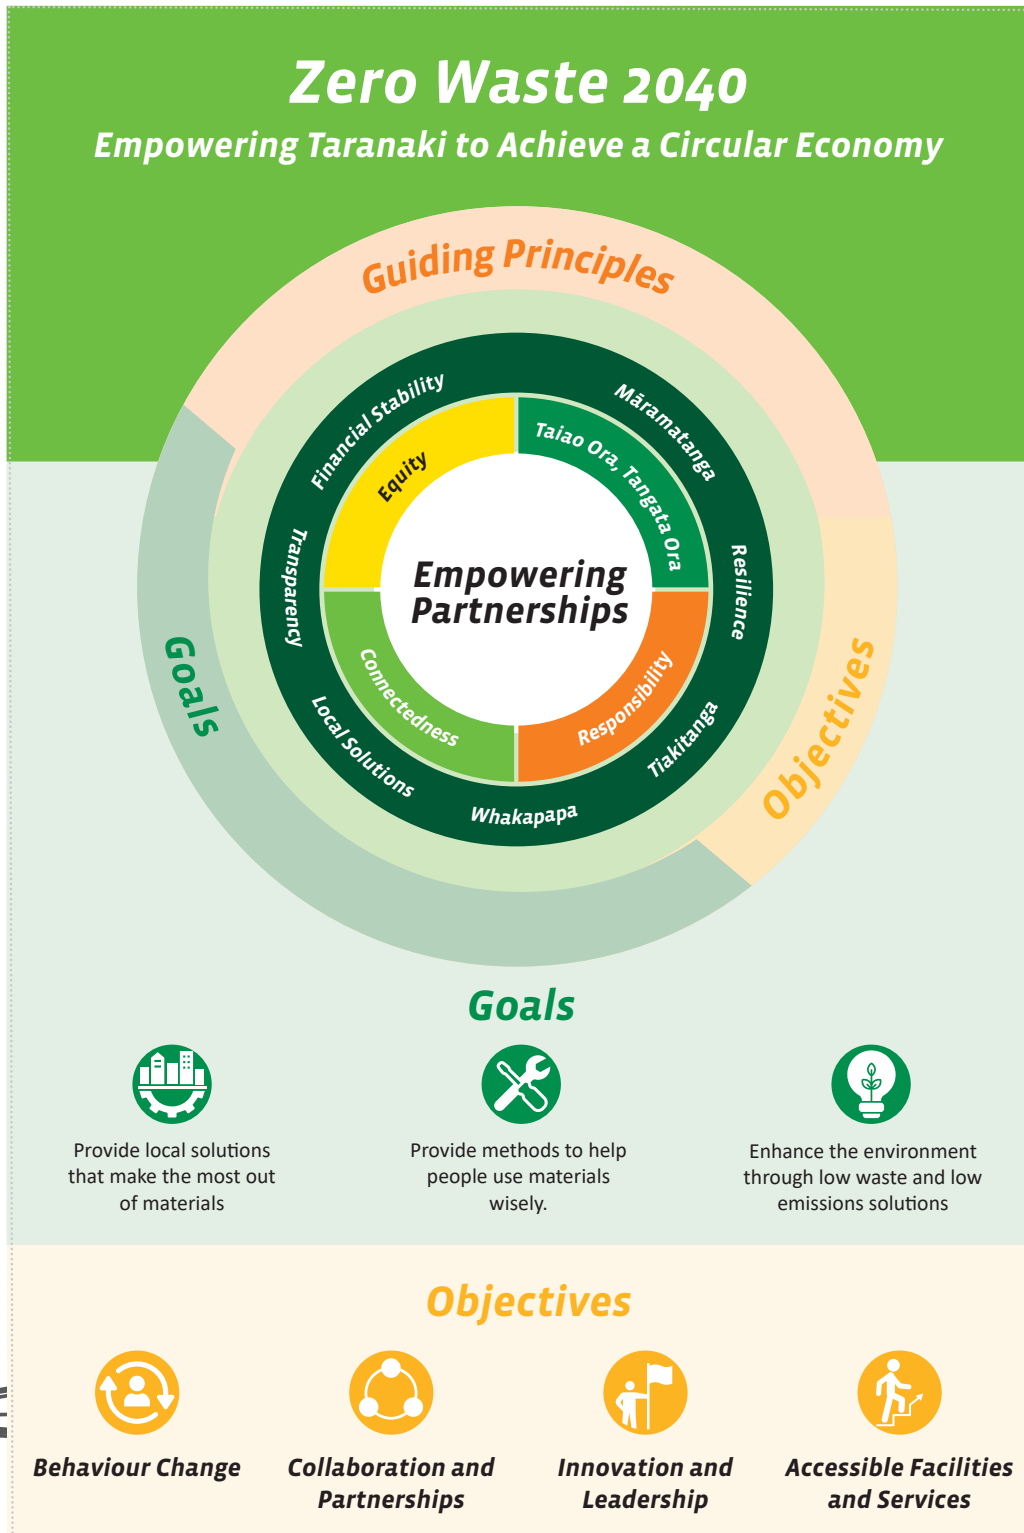 Zero Waste 2040
Empowering Taranaki to Achieve a Circular Economy
Guiding Principles
Financial Stability
Māramatanga
Equity
Taiao Ora, Tangata Ora
Transparency
Resilience
Empowering
Partnerships
Goals
Objectives
Connectedness
Responsibility
Local Solutions
Tiakitanga
Whakapapa
Goals
Provide local solutions
that make the most out
of materials
Provide methods to help
people use materials
wisely.
Enhance the environment
through low waste and low
emissions solutions
Objectives
Behaviour Change
Collaboration and
Partnerships
Innovation and
Leadership
Accessible Facilities
and Services